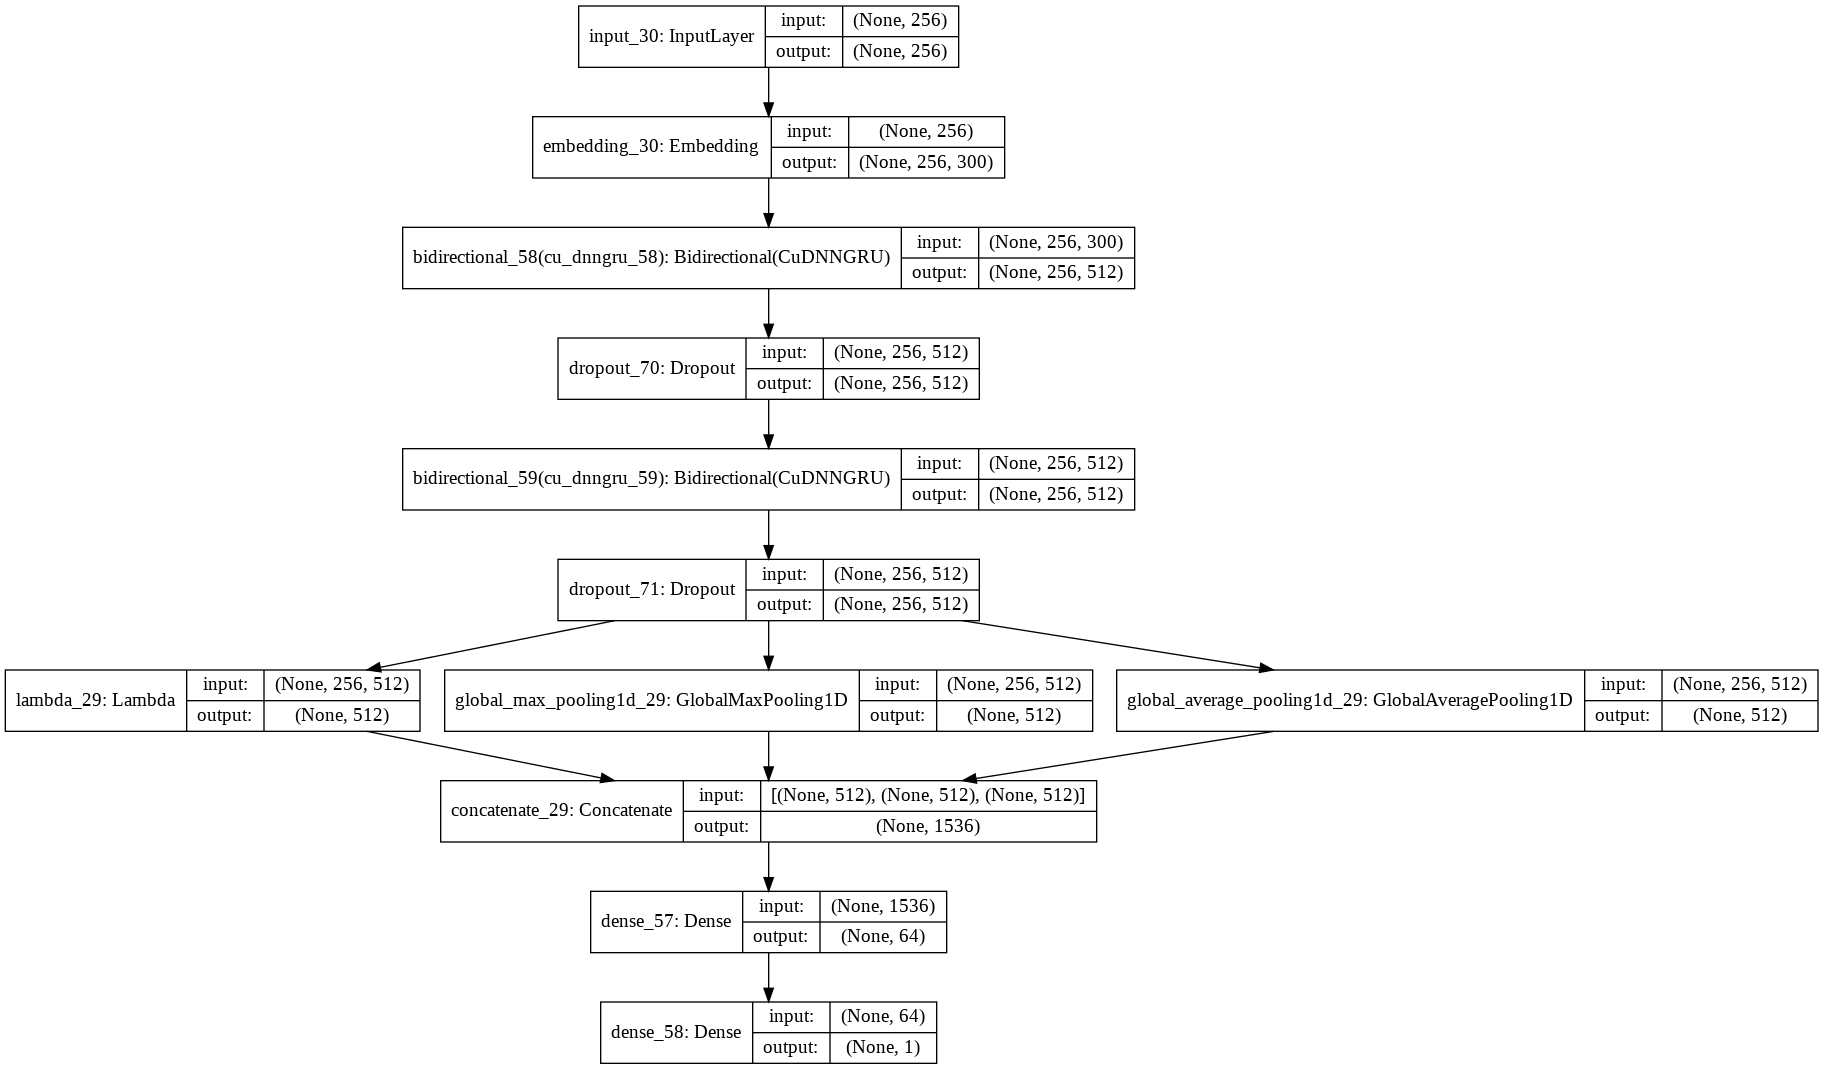 input_30: InputLayer
input:
(None, 256)
output:
(None, 256)
embedding_30: Embedding
input:
(None, 256)
output:
(None, 256, 300)
bidirectional_58(cu_dnngru_58): Bidirectional(CuDNNGRU)
input:
(None, 256, 300)
output:
(None, 256, 512)
dropout_70: Dropout
input:
(None, 256, 512)
output:
(None, 256, 512)
bidirectional_59(cu_dnngru_59): Bidirectional(CuDNNGRU)
input:
(None, 256, 512)
output:
(None, 256, 512)
dropout_71: Dropout
input:
(None, 256, 512)
output:
(None, 256, 512)
lambda_29: Lambda
input:
(None, 256, 512)
output:
(None, 512)
global_max_pooling1d_29: GlobalMaxPooling1D
input:
(None, 256, 512)
output:
(None, 512)
global_average_pooling1d_29: GlobalAveragePooling1D
input:
(None, 256, 512)
output:
(None, 512)
concatenate_29: Concatenate
input:
[(None, 512), (None, 512), (None, 512)]
output:
(None, 1536)
dense_57: Dense
input:
(None, 1536)
output:
(None, 64)
dense_58: Dense
input:
(None, 64)
output:
(None, 1)